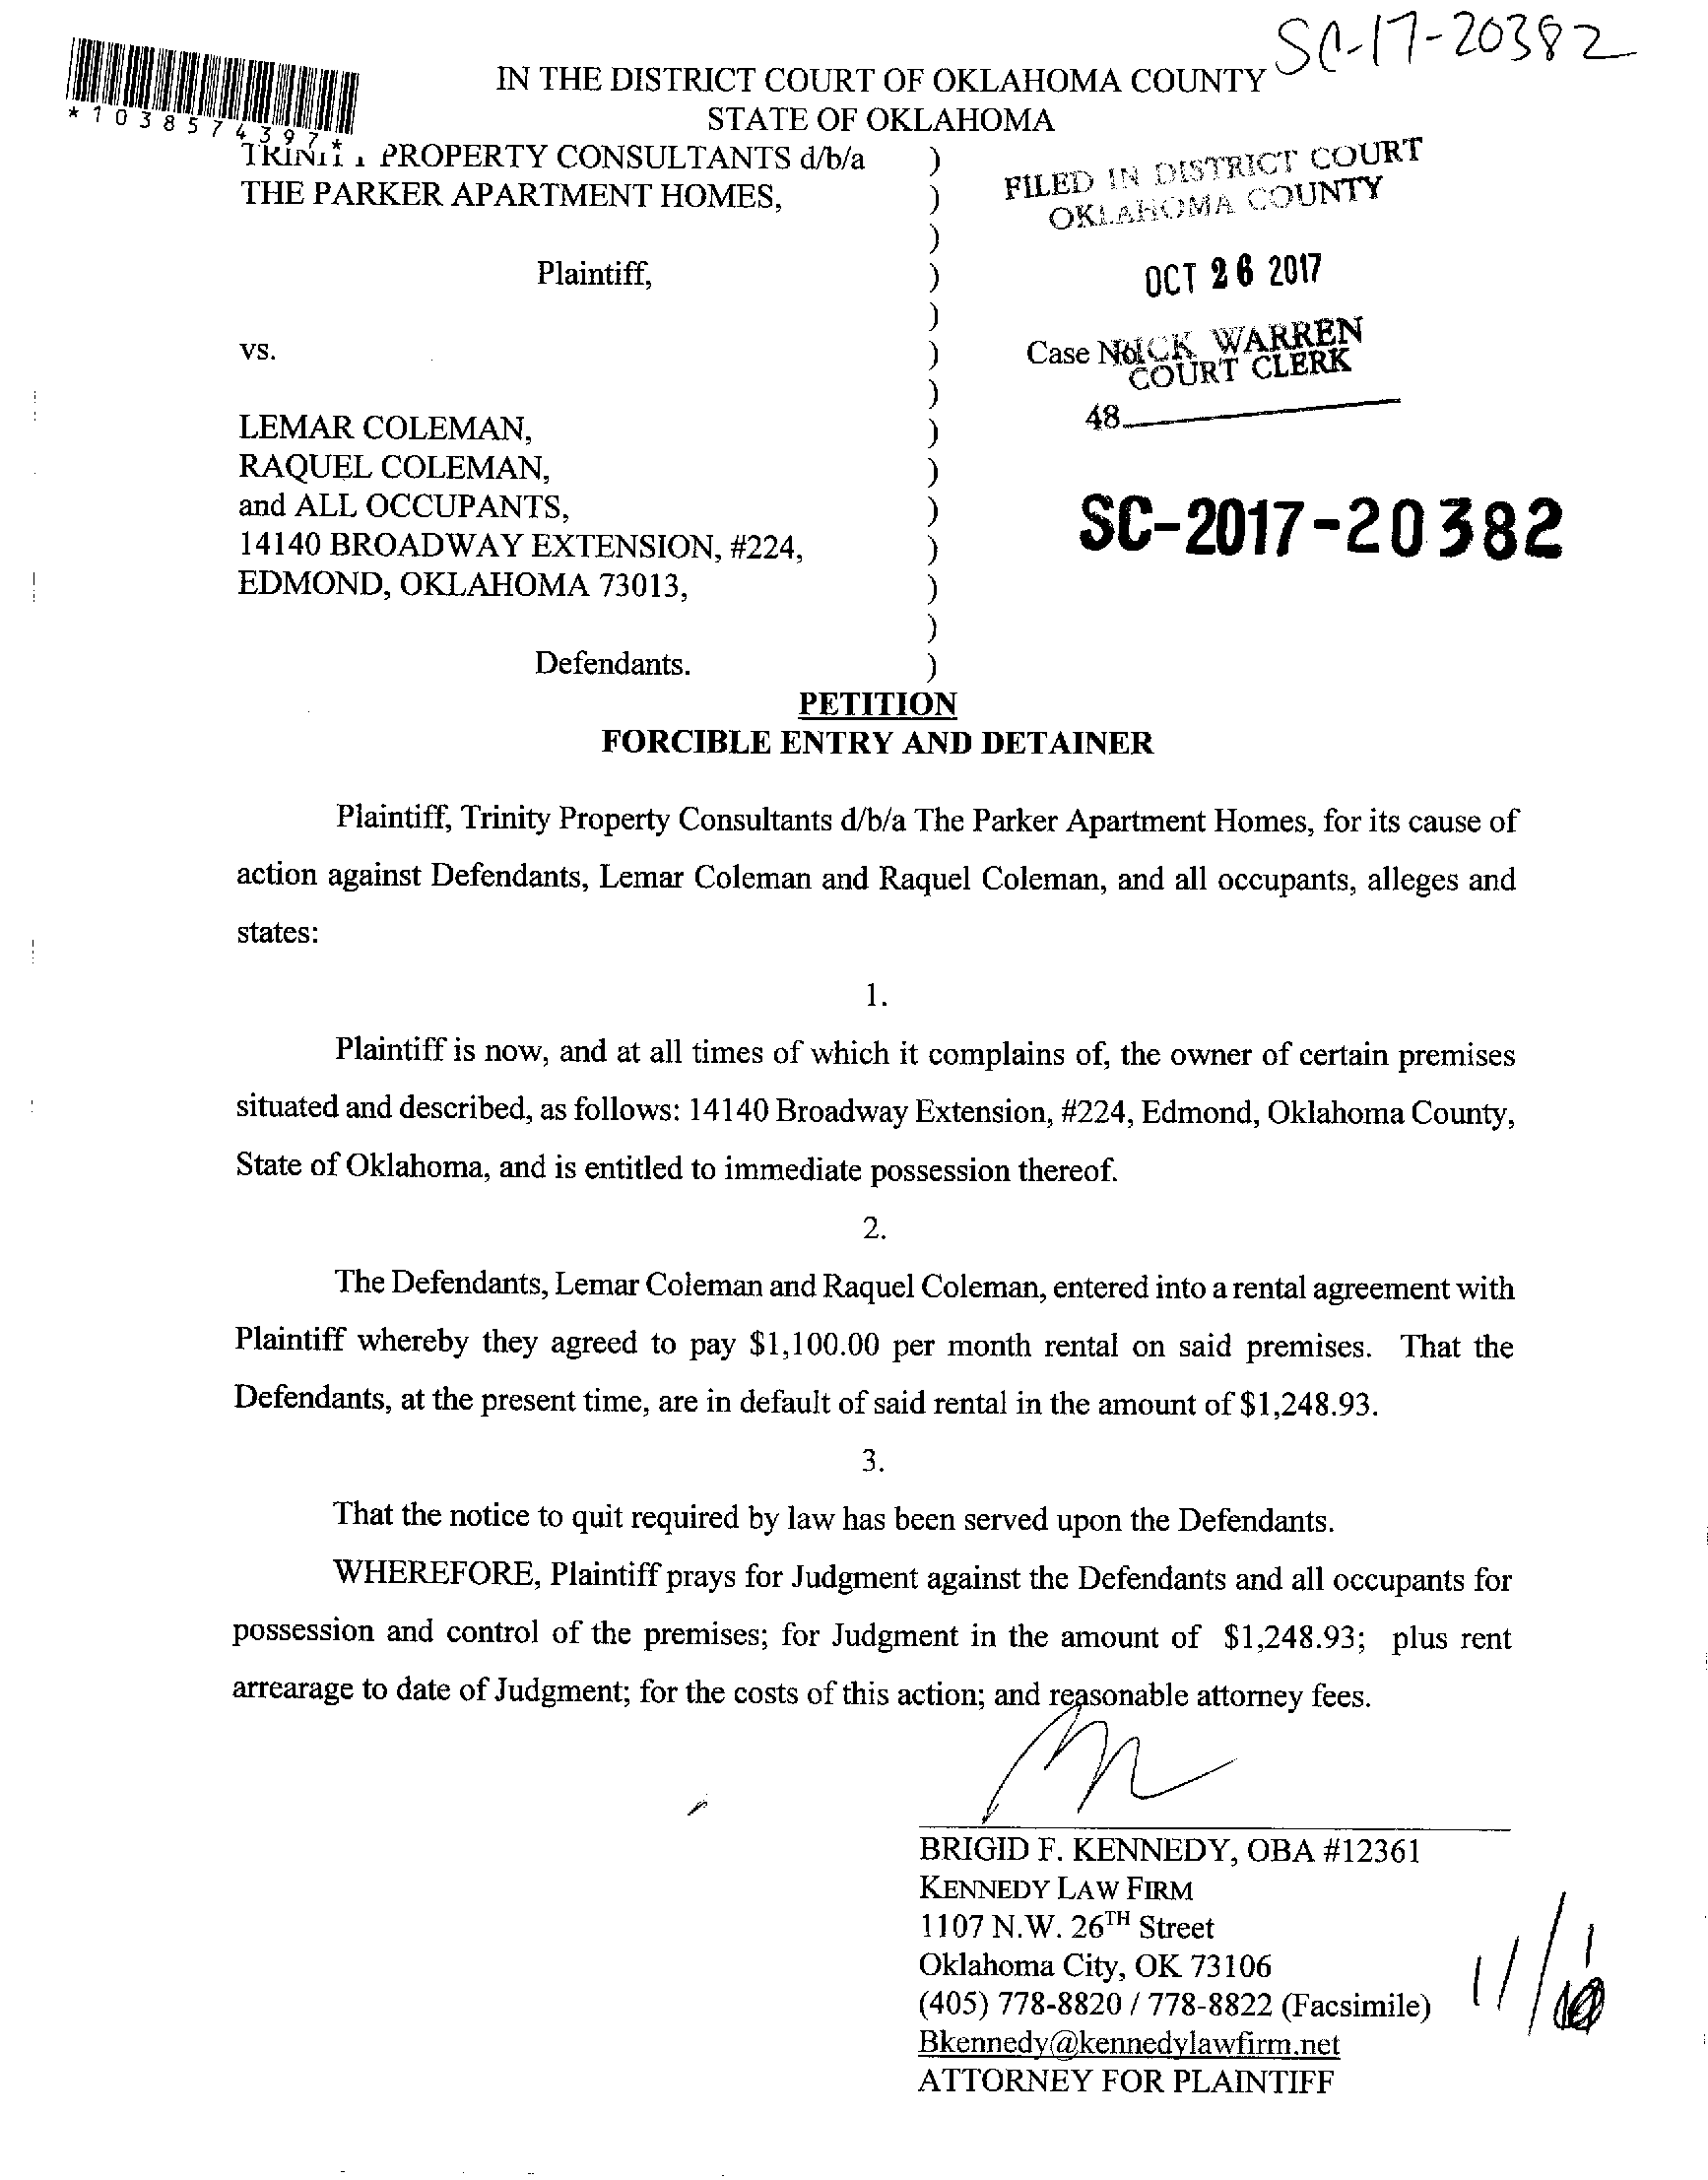 SC-17-20382
IN THE DISTRICT COURT OF OKLAHOMA COUNTY
STATE OF OKLAHOMA
*1038574397*
TRINITY PROPERTY CONSULTANTS d/b/a )
THE PARKER APARTMENT HOMES, )
)
Plaintiff, )
)
vs. )
)
LEMAR COLEMAN, )
RAQUEL COLEMAN, )
and ALL OCCUPANTS, )
14140 BROADWAY EXTENSION, #224, )
EDMOND, OKLAHOMA 73013, )
)
Defendants. )
FILED IN DISTRICT COURT
OKLAHOMA COUNTY
OCT 26 2017
Case No. RICK WARREN
COURT CLERK
48
SC-2017-20382
PETITION
FORCIBLE ENTRY AND DETAINER
Plaintiff, Trinity Property Consultants d/b/a The Parker Apartment Homes, for its cause of
action against Defendants, Lemar Coleman and Raquel Coleman, and all occupants, alleges and
states:
1.
Plaintiff is now, and at all times of which it complains of, the owner of certain premises
situated and described, as follows: 14140 Broadway Extension, #224, Edmond, Oklahoma County,
State of Oklahoma, and is entitled to immediate possession thereof.
2.
The Defendants, Lemar Coleman and Raquel Coleman, entered into a rental agreement with
Plaintiff whereby they agreed to pay $1,100.00 per month rental on said premises. That the
Defendants, at the present time, are in default of said rental in the amount of $1,248.93.
3.
That the notice to quit required by law has been served upon the Defendants.
WHEREFORE, Plaintiff prays for Judgment against the Defendants and all occupants for
possession and control of the premises; for Judgment in the amount of $1,248.93; plus rent
arrearage to date of Judgment; for the costs of this action; and reasonable attorney fees.
BRIGID F. KENNEDY, OBA #12361
KENNEDY LAW FIRM
1107 N.W. 26TH Street
Oklahoma City, OK 73106
(405) 778-8820 / 778-8822 (Facsimile)
Bkennedy@kennedylawfirm.net
ATTORNEY FOR PLAINTIFF